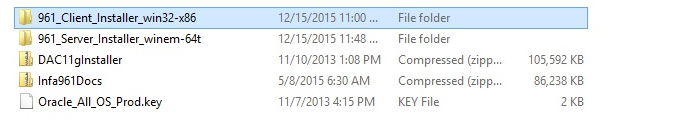 961_Client_Installer_win32-x86 12/15/2015 11:00 ... File folder
961_Server_Installer_winem-64t 12/15/2015 11:48 ... File folder
DAC11gInstaller 11/10/2013 1:08 PM Compressed (zipp... 105,592 KB
Infa961Docs 5/8/2015 6:30 AM Compressed (zipp... 86,238 KB
Oracle_All_OS_Prod.key 11/7/2013 4:15 PM KEY File 2 KB